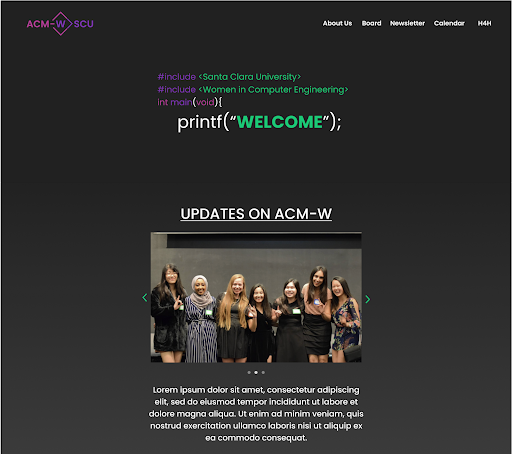 ACM-W SCU
About Us Board Newsletter Calendar H4H
#include <Santa Clara University>
#include <Women in Computer Engineering>
int main(void){
printf(“WELCOME”);
UPDATES ON ACM-W
Lorem ipsum dolor sit amet, consectetur adipiscing
elit, sed do eiusmod tempor incididunt ut labore et
dolore magna aliqua. Ut enim ad minim veniam, quis
nostrud exercitation ullamco laboris nisi ut aliquip ex
ea commodo consequat.